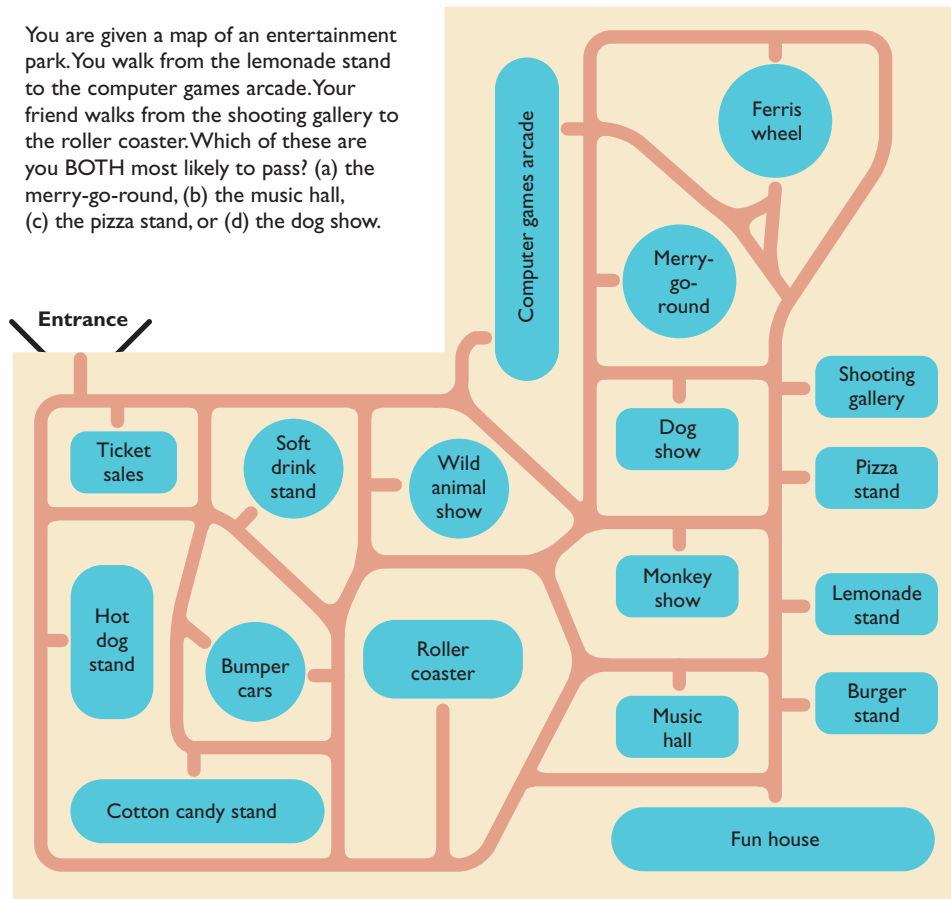 You are given a map of an entertainment
park. You walk from the lemonade stand
to the computer games arcade. Your
friend walks from the shooting gallery to
the roller coaster. Which of these are
you BOTH most likely to pass? (a) the
merry-go-round, (b) the music hall,
(c) the pizza stand, or (d) the dog show.
Ferris
wheel
Computer games arcade
Merry-
go-
round
Entrance
Shooting
gallery
Ticket
sales
Soft
drink
stand
Wild
animal
show
Dog
show
Pizza
stand
Monkey
show
Lemonade
stand
Hot
dog
stand
Bumper
cars
Roller
coaster
Music
hall
Burger
stand
Cotton candy stand
Fun house